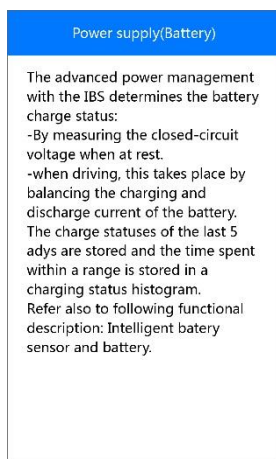 Power supply(Battery)
The advanced power management
with the IBS determines the battery
charge status:
-By measuring the closed-circuit
voltage when at rest.
-when driving, this takes place by
balancing the charging and
discharge current of the battery.
The charge statuses of the last 5
adys are stored and the time spent
within a range is stored in a
charging status histogram.
Refer also to following functional
description: Intelligent batery
sensor and battery.